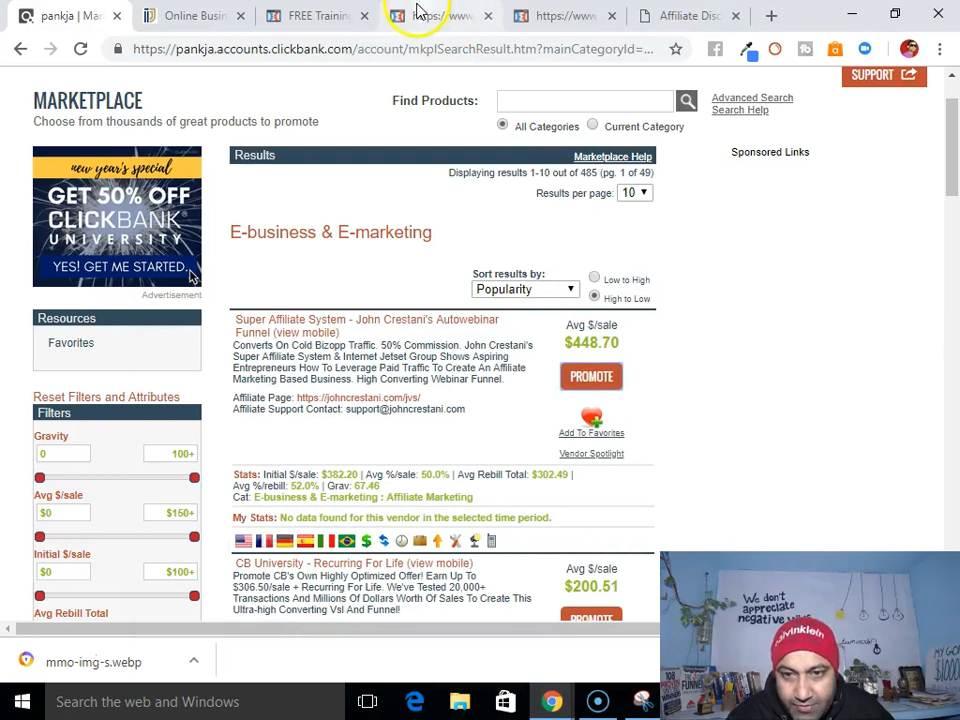 pankja | M
Online Busin
FREE Training
https://www
https://www
Affiliate Disc
https://pankja.accounts.clickbank.com/account/mkplSearchResult.htm?mainCategoryId=...
SUPPORT
MARKETPLACE
Choose from thousands of great products to promote
Find Products:
All Categories
Current Category
Advanced Search
Search Help
new year's special
GET 50% OFF
CLICKBANK
UNIVERSITY
YES! GET ME STARTED.
Advertisement
Results
Marketplace Help
Displaying results 1-10 out of 485 (pg. 1 of 49)
Results per page: 10
Sponsored Links
E-business & E-marketing
Sort results by:
Popularity
Low to High
High to Low
Resources
Favorites
Reset Filters and Attributes
Filters
Gravity
0 100+
Avg $/sale
$0 $150+
Initial $/sale
$0 $100+
Avg Rebill Total
Super Affiliate System - John Crestani's Autowebinar
Funnel (view mobile)
Converts On Cold Bizopp Traffic. 50% Commission. John Crestani's
Super Affiliate System & Internet Jetset Group Shows Aspiring
Entrepreneurs How To Leverage Paid Traffic To Create An Affiliate
Marketing Based Business. High Converting Webinar Funnel.
Affiliate Page: https://johncrestani.com/jvs/
Affiliate Support Contact: support@johncrestani.com
Avg $/sale
$448.70
PROMOTE
Add To Favorites
Vendor Spotlight
Stats: Initial $/sale: $382.20 | Avg %/sale: 50.0% | Avg Rebill Total: $302.49 |
Avg %/rebill: 52.0% | Grav: 67.46
Cat: E-business & E-marketing : Affiliate Marketing
My Stats: No data found for this vendor in the selected time period.
CB University - Recurring For Life (view mobile)
Promote CB's Own Highly Optimized Offer! Earn Up To
$306.50/sale + Recurring For Life. We've Tested 20,000+
Transactions And Millions Of Dollars Worth Of Sales To Create This
Ultra-high Converting Vsl And Funnel!
Avg $/sale
$200.51
PROMOTE
We don't
appreciate
negative
calvinklein
MY GO
$1000
mmo-img-s.webp
Search the web and Windows